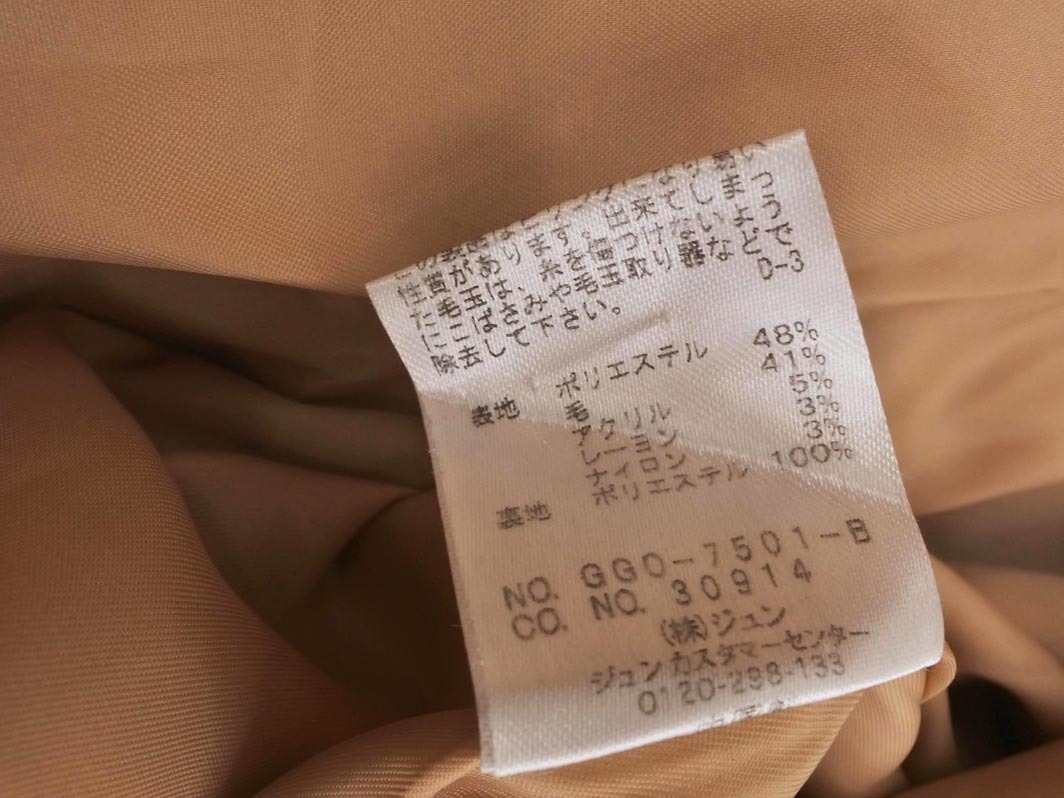 性質があります。出来てしまっ
た毛玉は、糸を傷つけないよう
にこばさみや毛玉取り器などで
除去して下さい。
D-3
表地 ポリエステル 48%
毛 41%
アクリル 5%
レーヨン 3%
ナイロン 3%
裏地 ポリエステル 100%
NO. GGO-7501-B
CO. NO. 30914
(株)ジュン
ジュンカスタマーセンター
0120-298-133